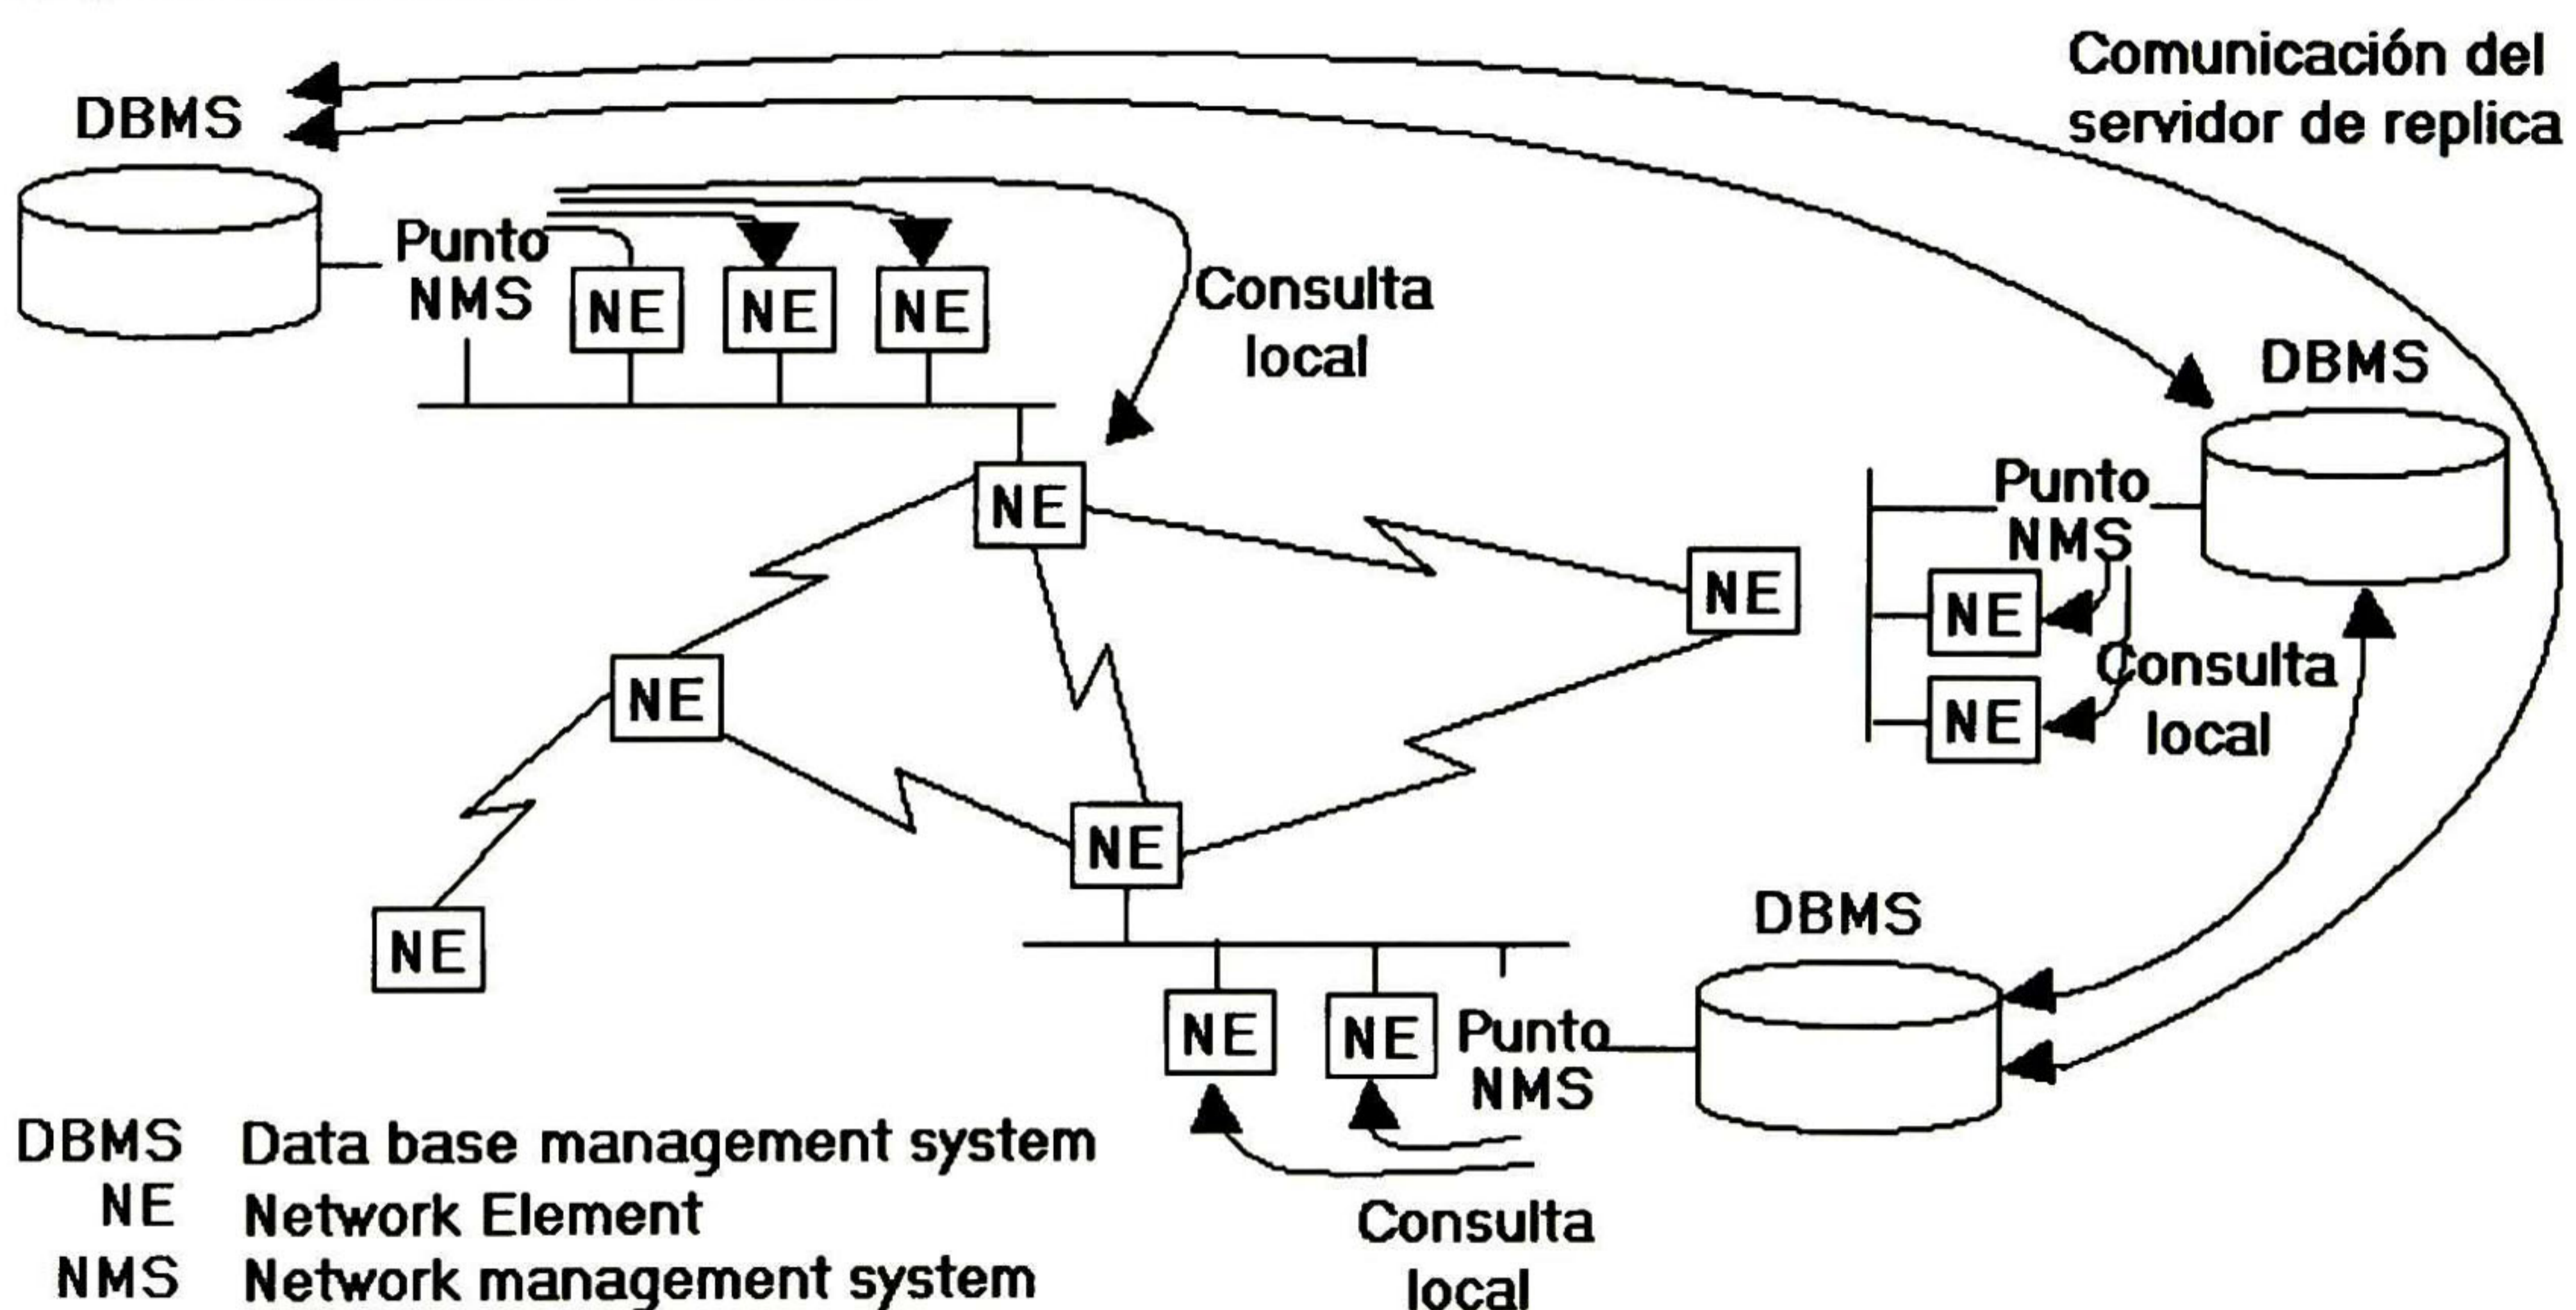 Comunicación del
servidor de replica
DBMS
Punto
NMS
NE
NE
NE
Consulta
local
DBMS
NE
Punto
NMS
NE
NE
NE
Consulta
local
NE
NE
NE
DBMS
NE
NE
Punto
NMS
DBMS Data base management system
NE Network Element
NMS Network management system
Consulta
local